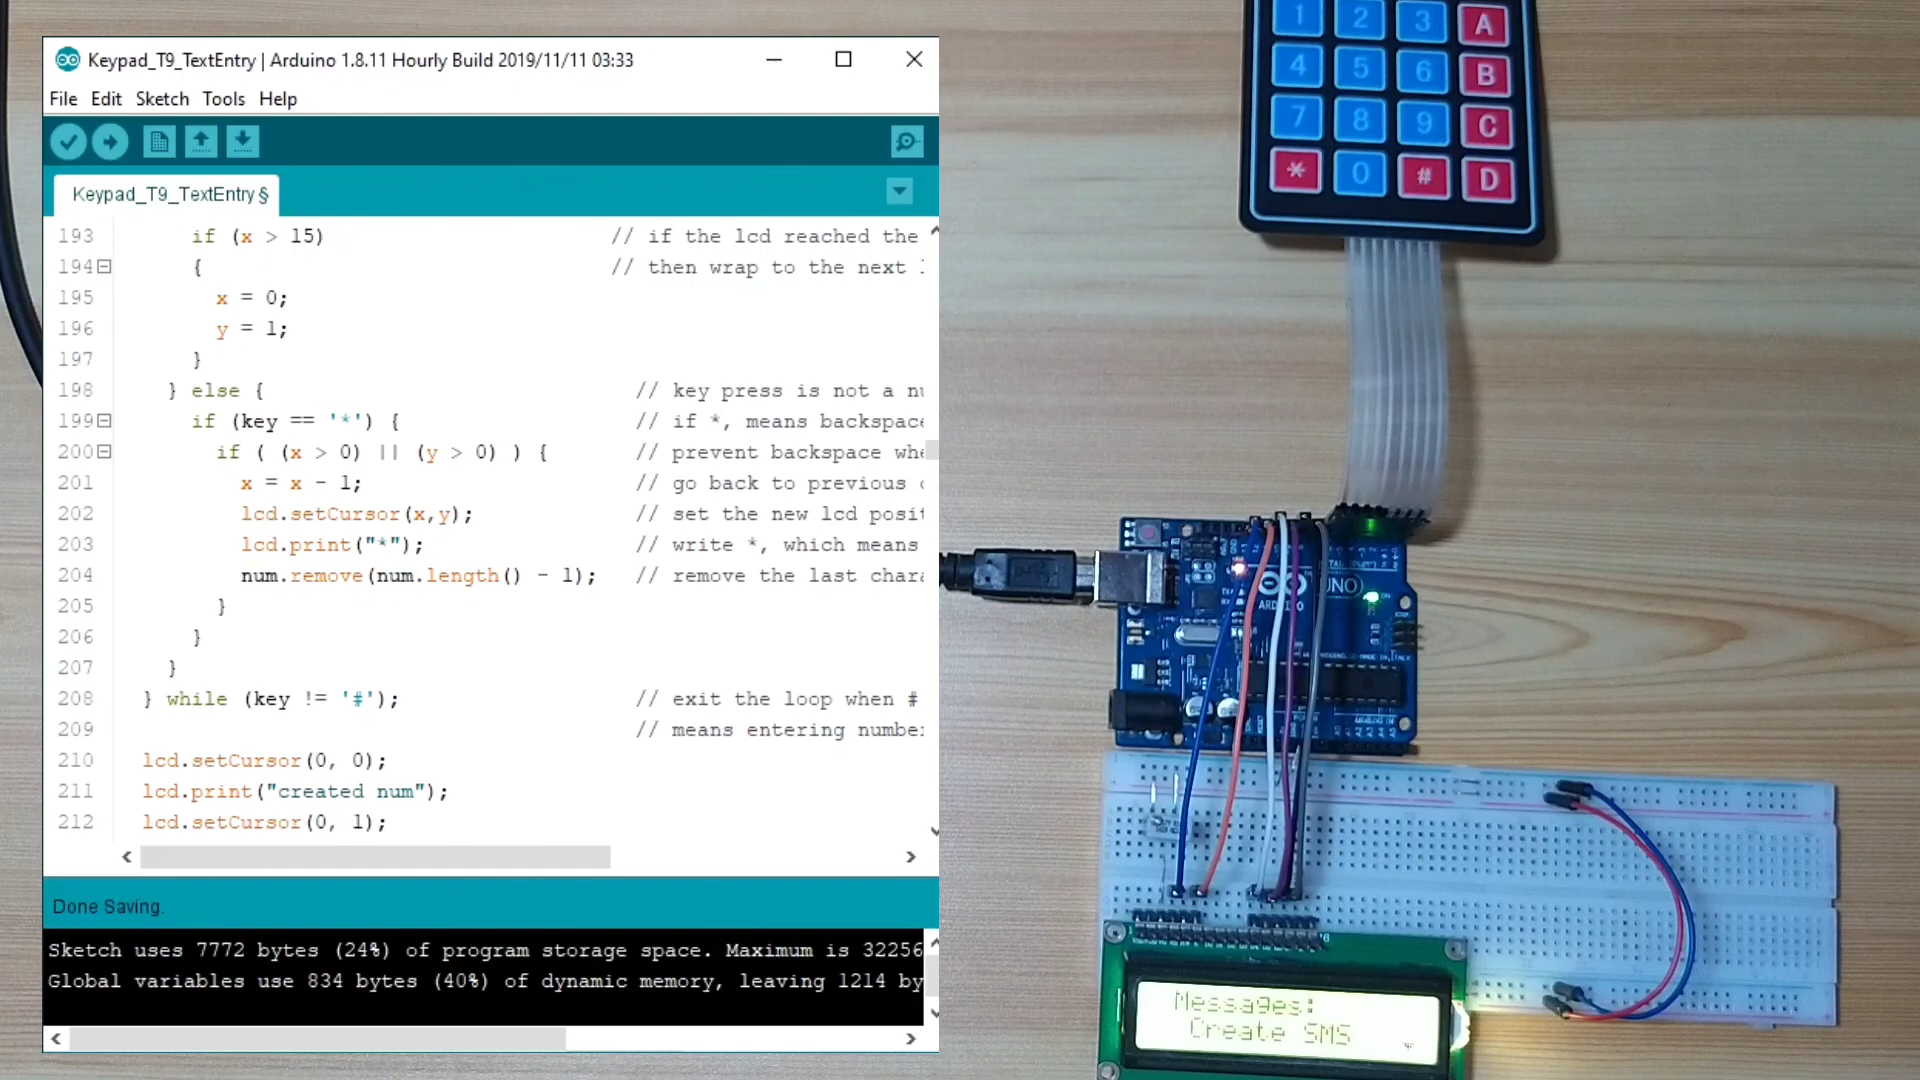 Keypad_T9_TextEntry | Arduino 1.8.11 Hourly Build 2019/11/11 03:33
File Edit Sketch Tools Help
Keypad_T9_TextEntry §
193 if (x > 15) // if the lcd reached the
194 { // then wrap to the next
195 x = 0;
196 y = 1;
197 }
198 } else { // key press is not a
199 if (key == '*') { // if *, means backspace
200 if ( (x > 0) || (y > 0) ) { // prevent backspace
201 x = x - 1; // go back to previous
202 lcd.setCursor(x,y); // set the new lcd
203 lcd.print("*"); // write *, which means
204 num.remove(num.length() - 1); // remove the last
205 }
206 }
207 }
208 } while (key != '#'); // exit the loop when #
209 // means entering
210 lcd.setCursor(0, 0);
211 lcd.print("created num");
212 lcd.setCursor(0, 1);
Done Saving.
Sketch uses 7772 bytes (24%) of program storage space. Maximum is 32256
Global variables use 834 bytes (40%) of dynamic memory, leaving 1214 by
1 2 3 A
4 5 6 B
7 8 9 C
* 0 # D
UNO
ARDUINO
Messages:
Create SMS